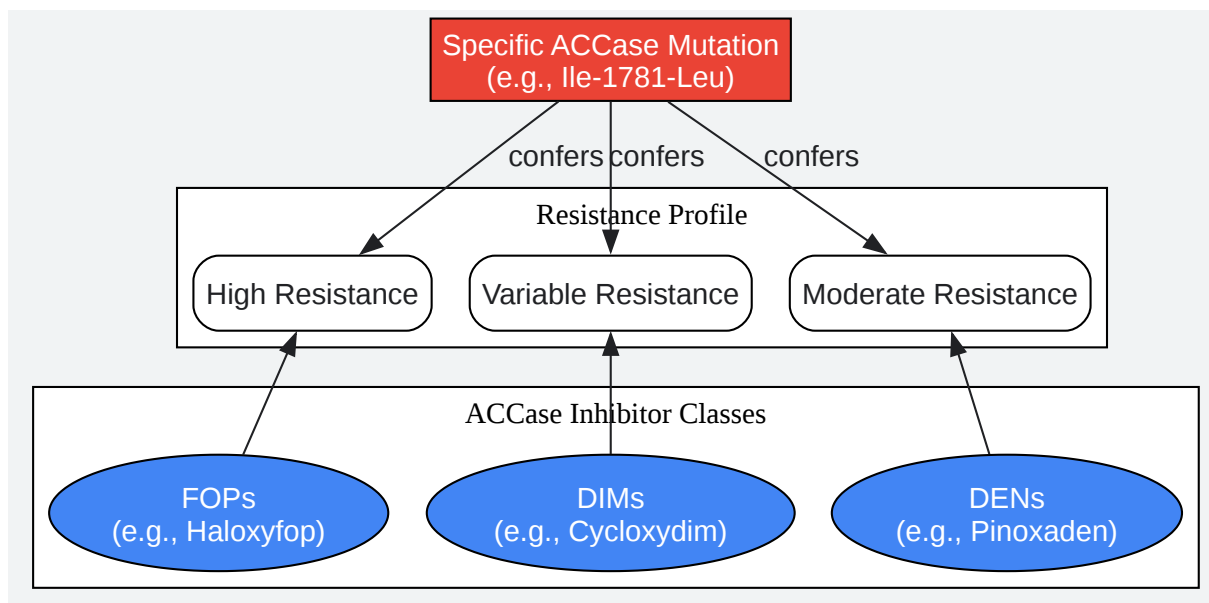 Specific ACCase Mutation
(e.g., Ile-1781-Leu)
confers confers confers
Resistance Profile
High Resistance Variable Resistance Moderate Resistance
ACCase Inhibitor Classes
FOPs DIMs DENs
(e.g., Haloxyfop) (e.g., Cycloxydim) (e.g., Pinoxaden)